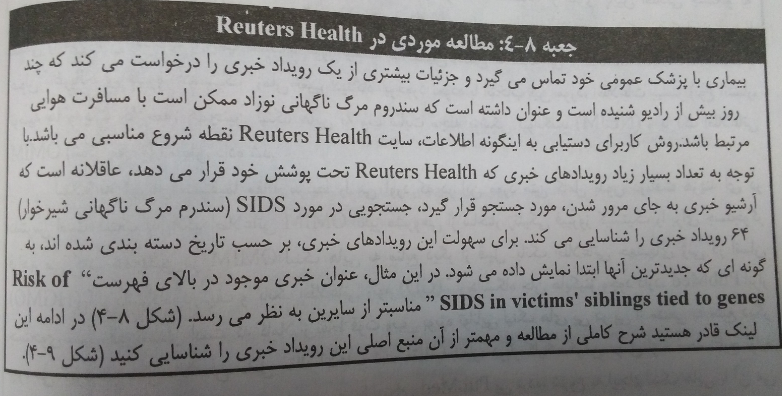 جعبه ۸-٤: مطالعه موردی در Reuters Health
بیماری با پزشک عمومی خود تماس می گیرد و جزئیات بیشتری از یک رویداد خبری را درخواست می کند که چند
روز بیش از رادیو شنیده است و عنوان داشته است که سندروم مرگ ناگهانی نوزاد ممکن است با مسافرت هوایی
مرتبط باشد.روش کاربرای دستیابی به اینگونه اطلاعات، سایت Reuters Health نقطه شروع مناسبی می باشد.با
توجه به تعداد بسیار زیاد رویدادهای خبری که Reuters Health تحت پوشش خود قرار می دهد، عاقلانه است که
آرشیو خبری به جای مرور شدن، مورد جستجو قرار گیرد، جستجویی در مورد SIDS (سندرم مرگ ناگهانی شیرخوار)
۶۴ رویداد خبری را شناسایی می کند. برای سهولت این رویدادهای خبری، بر حسب تاریخ دسته بندی شده اند، به
گونه ای که جدیدترین آنها ابتدا نمایش داده می شود. در این مثال، عنوان خبری موجود در بالای فهرست “ Risk of
SIDS in victims' siblings tied to genes ” مناسبتر از سایرین به نظر می رسد. (شکل ۸-۴) در ادامه این
لینک قادر هستید شرح کاملی از مطالعه و مهمتر از آن منبع اصلی این رویداد خبری را شناسایی کنید (شکل ۹-۴).